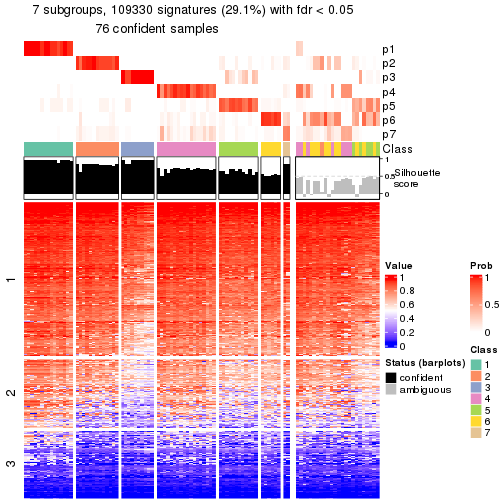 7 subgroups, 109330 signatures (29.1%) with fdr < 0.05
76 confident samples
p1
p2
p3
p4
p5
p6
p7
Class
1
0.5
0
Silhouette
score
1
2
3
Value
1
0.8
0.6
0.4
0.2
0
Prob
1
0.5
0
Status (barplots)
confident
ambiguous
Class
1
2
3
4
5
6
7